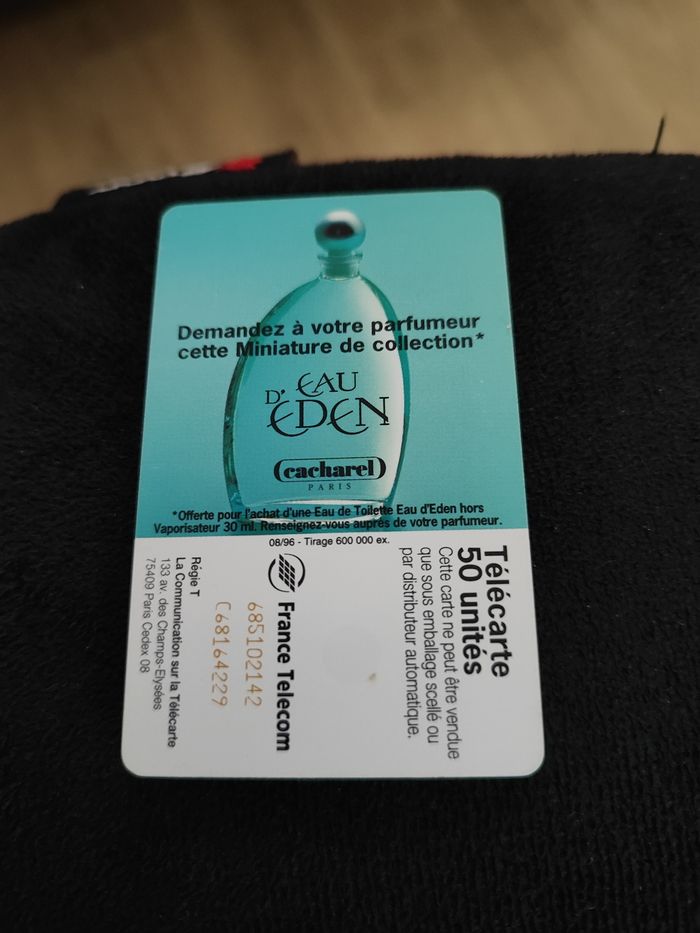 Demandez à votre parfumeur
cette Miniature de collection*
D'EAU
EDEN
cacharel
PARIS
*Offerte pour l'achat d'une Eau de Toilette Eau d'Eden hors
Vaporisateur 30 ml. Renseignez-vous auprès de votre parfumeur.
08/96 - Tirage 600 000 ex.
Télécarte
50 unités
Cette carte ne peut être vendue
que sous emballage scellé ou
par distributeur automatique.
France Telecom
685102142
C68164229
Régie T
La Communication sur la Télécarte
133 av. des Champs-Elysées
75409 Paris Cedex 08